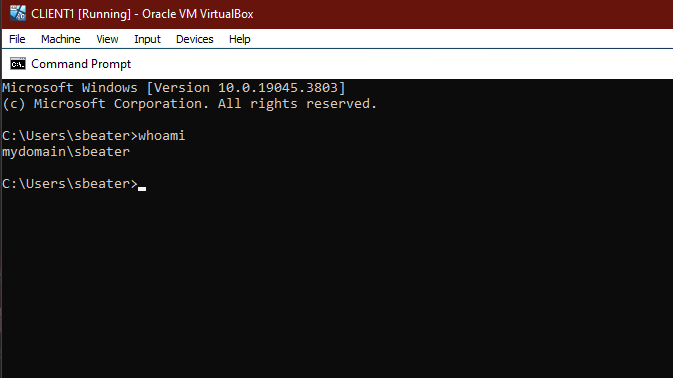 CLIENT1 [Running] - Oracle VM VirtualBox
File Machine View Input Devices Help
Command Prompt
Microsoft Windows [Version 10.0.19045.3803]
(c) Microsoft Corporation. All rights reserved.
C:\Users\sbeater>whoami
mydomain\sbeater
C:\Users\sbeater>